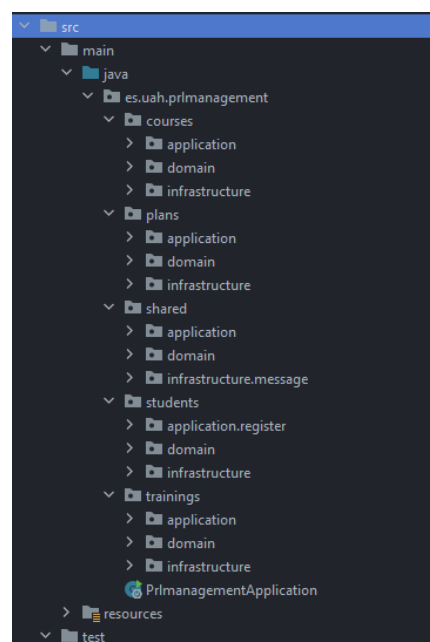 src
main
java
es.uah.prlmanagement
courses
application
domain
infrastructure
plans
application
domain
infrastructure
shared
application
domain
infrastructure.message
students
application.register
domain
infrastructure
trainings
application
domain
infrastructure
PrlmanagementApplication
resources
test